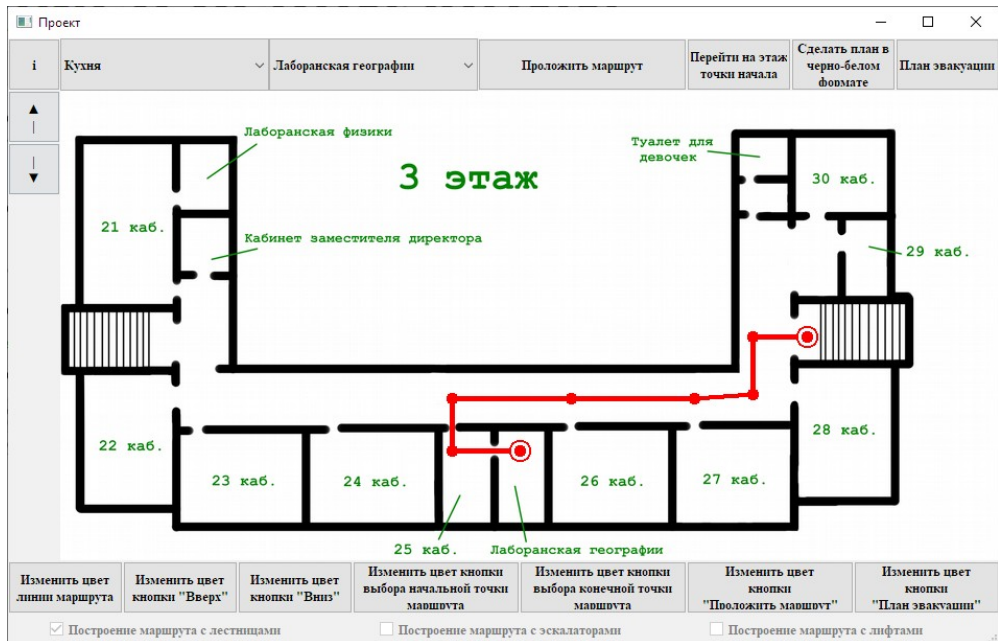 Проект
i
Кухня
Лаборанская географии
Проложить маршрут
Перейти на этаж
точки начала
Сделать план в
черно-белом
формате
План эвакуации
Лаборанская физики
3 этаж
Туалет для
девочек
30 каб.
21 каб.
Кабинет заместителя директора
29 каб.
22 каб.
28 каб.
23 каб.
24 каб.
26 каб.
27 каб.
25 каб.
Лаборанская географии
Изменить цвет
линии маршрута
Изменить цвет
кнопки "Вверх"
Изменить цвет
кнопки "Вниз"
Изменить цвет кнопки
выбора начальной точки
маршрута
Изменить цвет кнопки
выбора конечной точки
маршрута
Изменить цвет
кнопки
"Проложить маршрут"
Изменить цвет
кнопки
"План эвакуации"
Построение маршрута с лестницами
Построение маршрута с эскалаторами
Построение маршрута с лифтами